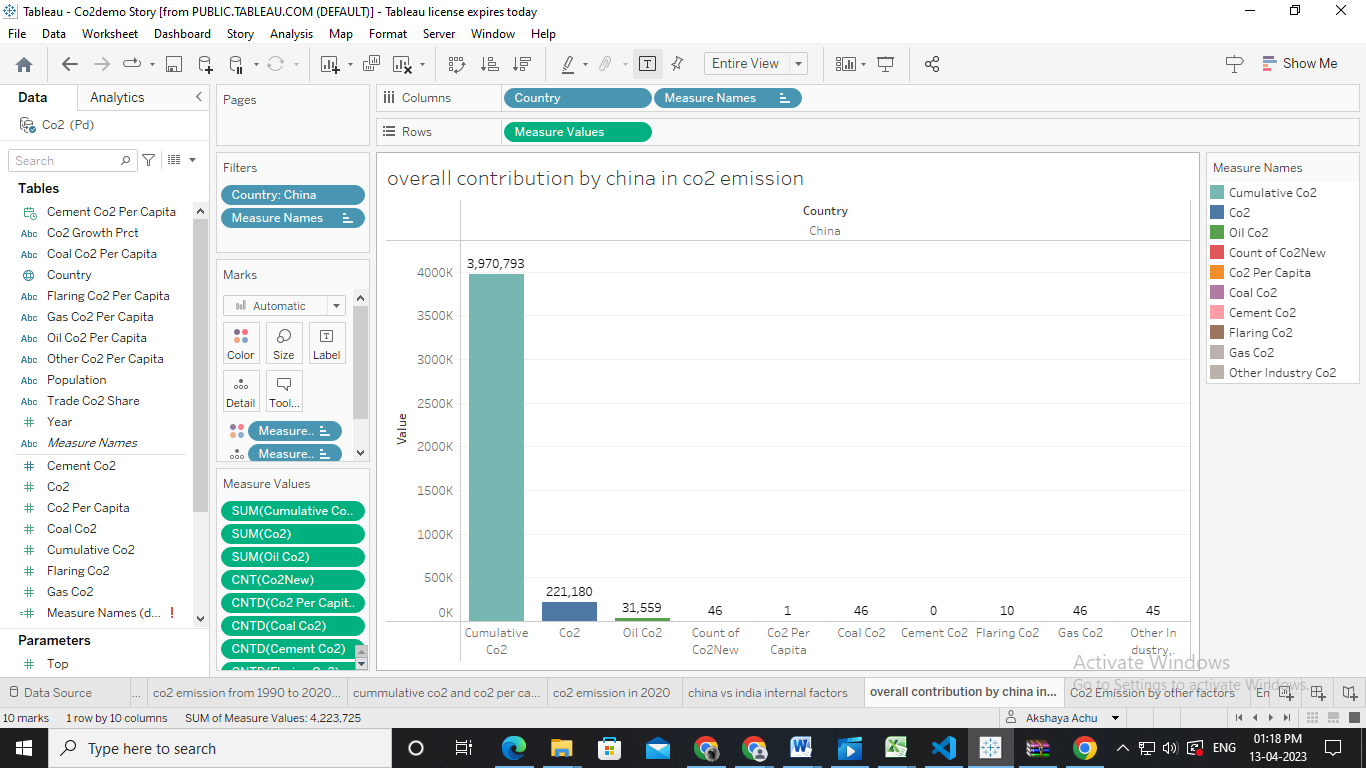 Tableau - Co2demo Story [from PUBLIC.TABLEAU.COM (DEFAULT)] - Tableau license expires today
File Data Worksheet Dashboard Story Analysis Map Format Server Window Help
Entire View
Show Me
Data Analytics
Co2 (Pd)
Search
Tables
Cement Co2 Per Capita
Abc Co2 Growth Prct
Abc Coal Co2 Per Capita
Country
Abc Flaring Co2 Per Capita
Abc Gas Co2 Per Capita
Abc Oil Co2 Per Capita
Abc Other Co2 Per Capita
Abc Population
Abc Trade Co2 Share
# Year
Abc Measure Names
# Cement Co2
# Co2
# Co2 Per Capita
# Coal Co2
# Cumulative Co2
# Flaring Co2
# Gas Co2
=# Measure Names (d... !
Parameters
# Top
Pages
Filters
Country: China
Measure Names
Marks
Automatic
Color Size Label
Detail Tool...
Measure..
Measure..
Measure Values
SUM(Cumulative Co..
SUM(Co2)
SUM(Oil Co2)
CNT(Co2New)
CNTD(Co2 Per Capit..
CNTD(Coal Co2)
CNTD(Cement Co2)
CNTD(Flaring Co2)
Columns Country Measure Names
Rows Measure Values
overall contribution by china in co2 emission
Country
China
Value
4000K
3500K
3000K
2500K
2000K
1500K
1000K
500K
0K
3,970,793
221,180
31,559
46
1
46
0
10
46
45
Cumulative Co2
Co2
Oil Co2
Count of Co2New
Co2 Per Capita
Coal Co2
Cement Co2
Flaring Co2
Gas Co2
Other In dustry..
Measure Names
Cumulative Co2
Co2
Oil Co2
Count of Co2New
Co2 Per Capita
Coal Co2
Cement Co2
Flaring Co2
Gas Co2
Other Industry Co2
Activate Windows
Go to Settings to activate Windows.
Data Source ... co2 emission from 1990 to 2020... cummulative co2 and co2 per ca... co2 emission in 2020 china vs india internal factors overall contribution by china in... Co2 Emission by other factors En
10 marks 1 row by 10 columns SUM of Measure Values: 4,223,725 Akshaya Achu
Type here to search
ENG
01:18 PM
13-04-2023